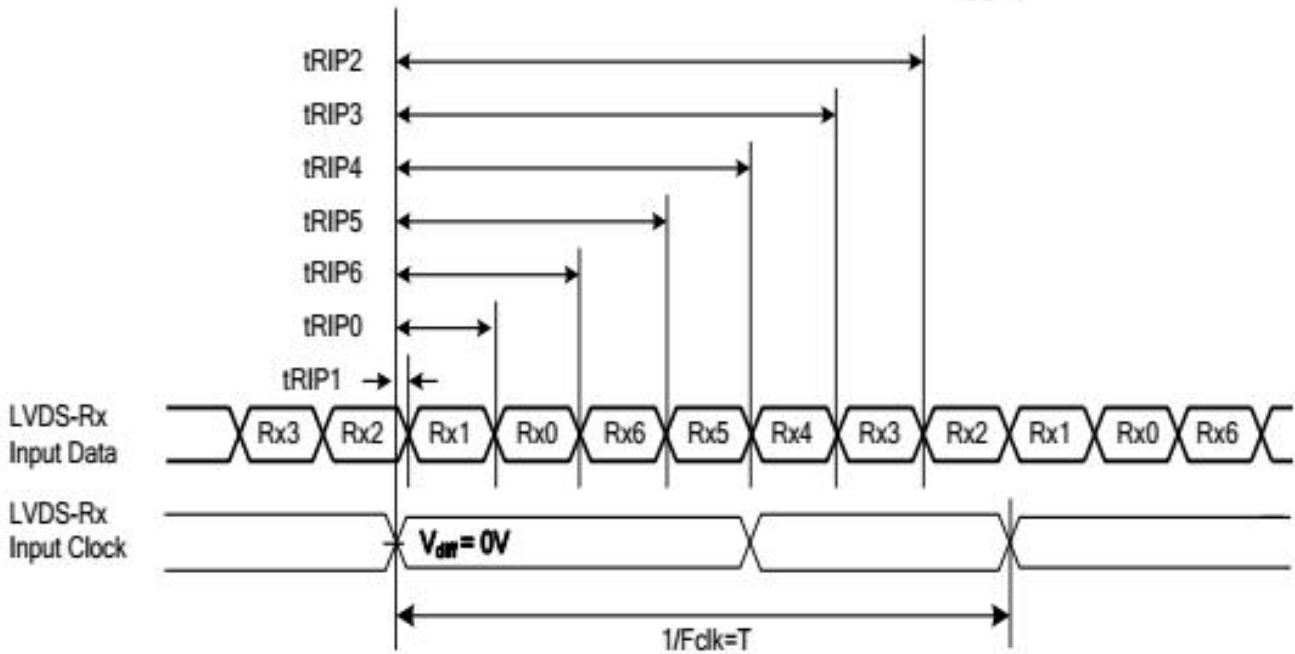 tRIP2
tRIP3
tRIP4
tRIP5
tRIP6
tRIP0
tRIP1
LVDS-Rx
Input Data
Rx3 Rx2 Rx1 Rx0 Rx6 Rx5 Rx4 Rx3 Rx2 Rx1 Rx0 Rx6
LVDS-Rx
Input Clock
Vdiff = 0V
1/Fclk=T